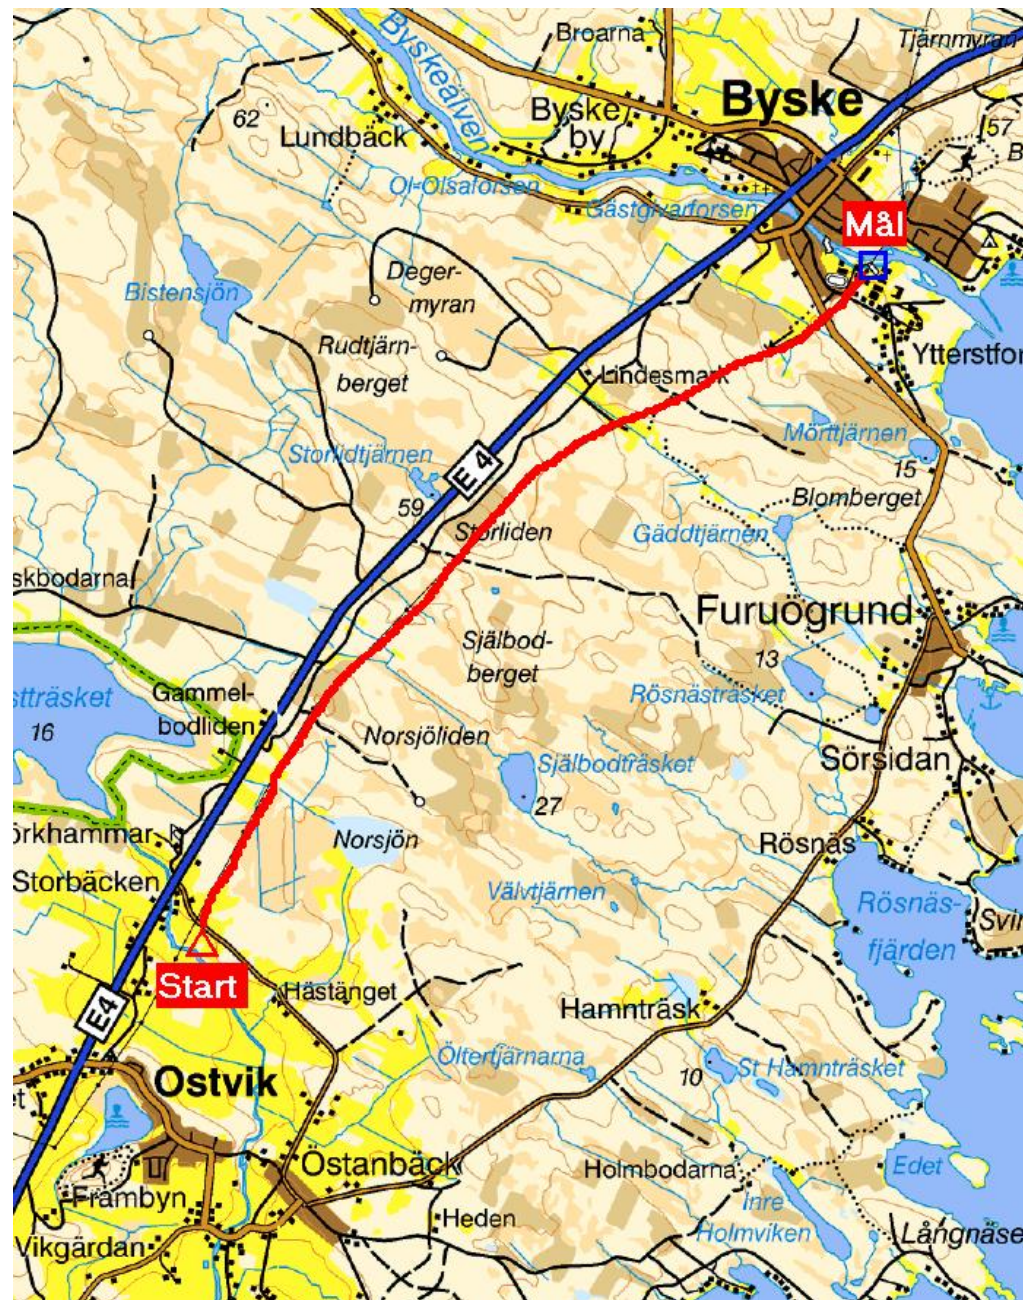 Broarna
Tjärnmyran
Byskeälven
Byske
62
Lundbäck
Byske
by
57
Ol-Olsaforsen
Gästgivarforsen
Mål
Bistensjön
Deger-
myran
Rudtjärn-
berget
Lindesmark
Ytterstfor
Storlidtjärnen
E 4
Mörttjärnen
15
59
Storliden
Blomberget
Gäddtjärnen
skbodarna
Furuögrund
Själbod-
berget
13
Rösnästräsket
sttträsket
16
Gammel-
bodliden
Norsjöliden
Själbodträsket
27
Sörsidan
örkhammar
Norsjön
Rösnäs
Storbäcken
Välvtjärnen
Rösnäs-
fjärden
Svir
Start
Hästänget
E4
Hamnträsk
Öltertjärnarna
10
St Hamnträsket
Ostvik
et
Östanbäck
Holmbodarna
Edet
Frambyn
Inre
Holmviken
Heden
Vikgärdan
Långnäse